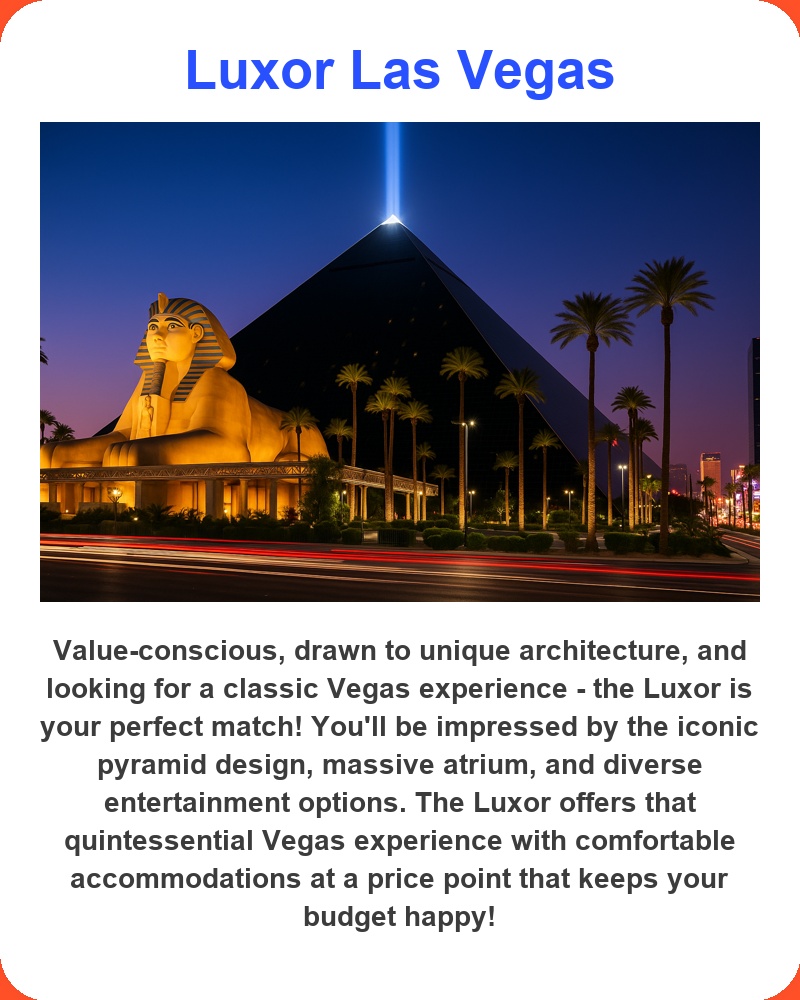 Luxor Las Vegas
Value-conscious, drawn to unique architecture, and
looking for a classic Vegas experience - the Luxor is
your perfect match! You'll be impressed by the iconic
pyramid design, massive atrium, and diverse
entertainment options. The Luxor offers that
quintessential Vegas experience with comfortable
accommodations at a price point that keeps your
budget happy!